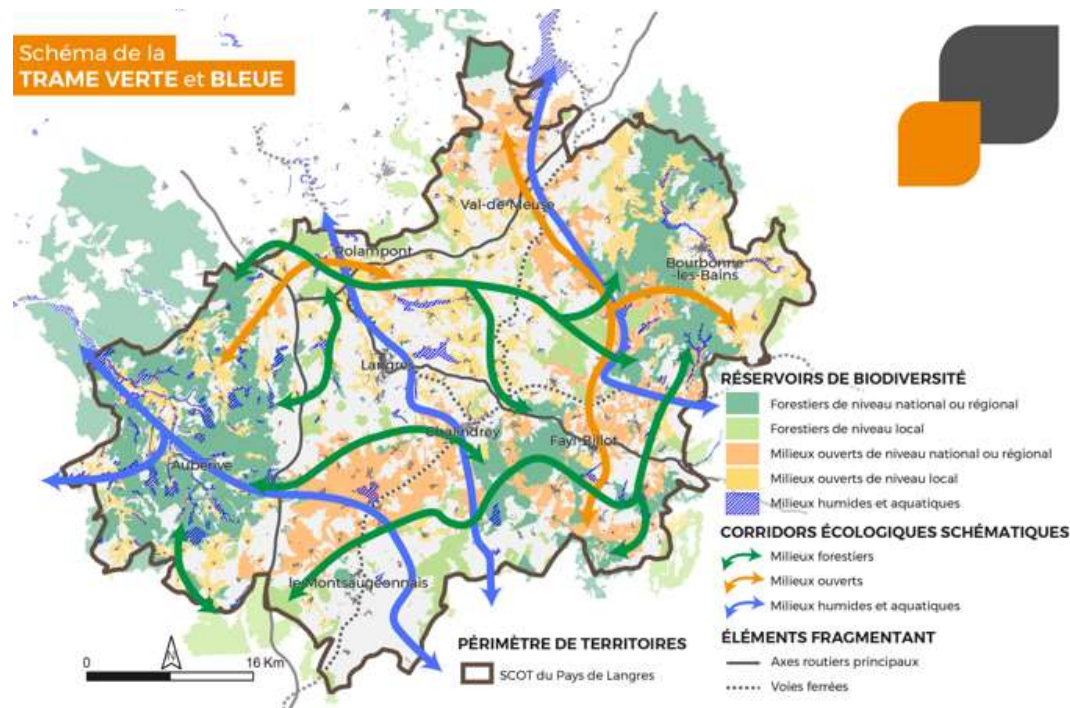 Schéma de la
TRAME VERTE et BLEUE
Val-de-Meuse
Rolampont
Bourbonne
-les-Bains
Langres
Chalindrey
Fayl-Billot
Auberive
le Montsaugeonnais
RÉSERVOIRS DE BIODIVERSITÉ
Forestiers de niveau national ou régional
Forestiers de niveau local
Milieux ouverts de niveau national ou régional
Milieux ouverts de niveau local
Milieux humides et aquatiques
CORRIDORS ÉCOLOGIQUES SCHÉMATIQUES
Milieux forestiers
Milieux ouverts
Milieux humides et aquatiques
ÉLÉMENTS FRAGMENTANT
Axes routiers principaux
Voies ferrées
PÉRIMÈTRE DE TERRITOIRES
SCOT du Pays de Langres
0
16 Km
N